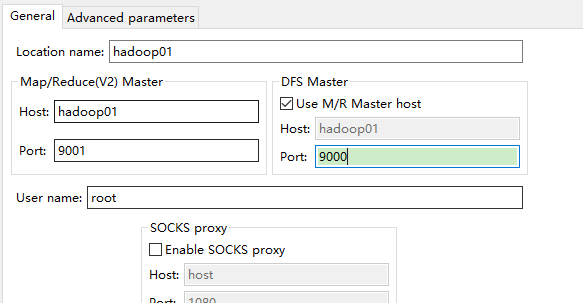 General Advanced parameters
Location name: hadoop01
Map/Reduce(V2) Master DFS Master
Host: hadoop01 Use M/R Master host
Host: hadoop01
Port: 9001 Port: 9000
User name: root
SOCKS proxy
Enable SOCKS proxy
Host: host
Port: 1080